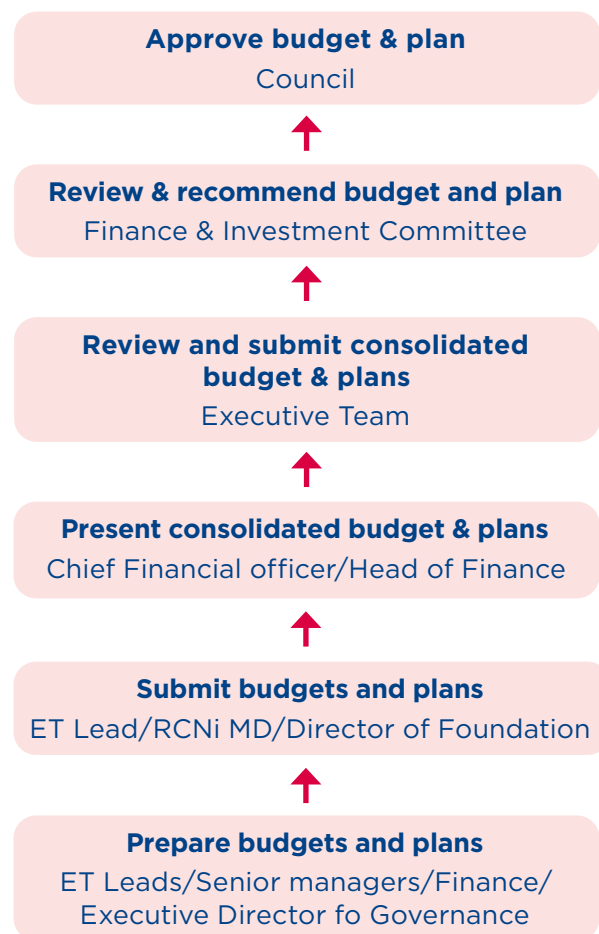 Approve budget & plan
Council
Review & recommend budget and plan
Finance & Investment Committee
Review and submit consolidated
budget & plans
Executive Team
Present consolidated budget & plans
Chief Financial officer/Head of Finance
Submit budgets and plans
ET Lead/RCNi MD/Director of Foundation
Prepare budgets and plans
ET Leads/Senior managers/Finance/
Executive Director fo Governance